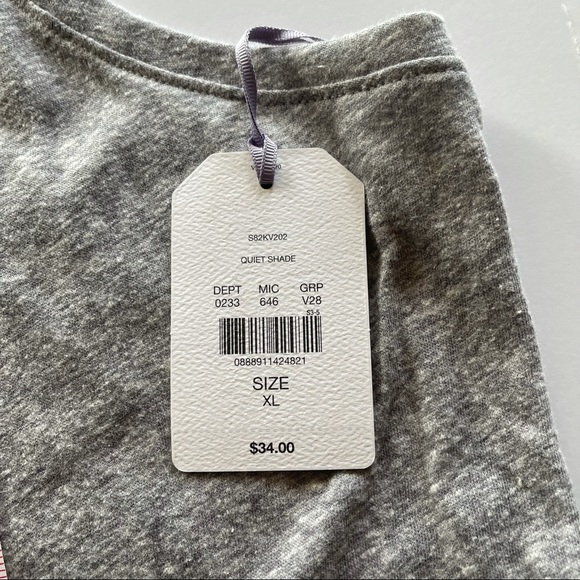 S82KV202
QUIET SHADE
DEPT MIC GRP
0233 646 V28
S3-5
0888911424821
SIZE
XL
$34.00